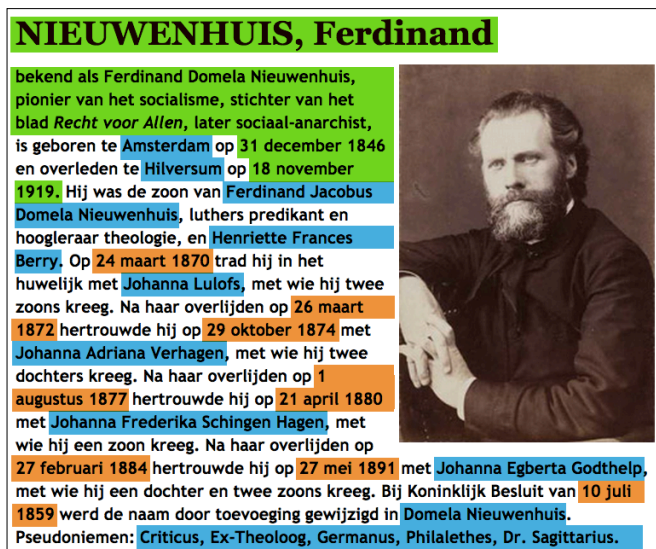 NIEUWENHUIS, Ferdinand
bekend als Ferdinand Domela Nieuwenhuis,
pionier van het socialisme, stichter van het
blad Recht voor Allen, later sociaal-anarchist,
is geboren te Amsterdam op 31 december 1846
en overleden te Hilversum op 18 november
1919. Hij was de zoon van Ferdinand Jacobus
Domela Nieuwenhuis, luthers predikant en
hoogleraar theologie, en Henriette Frances
Berry. Op 24 maart 1870 trad hij in het
huwelijk met Johanna Lulofs, met wie hij twee
zoons kreeg. Na haar overlijden op 26 maart
1872 hertrouwde hij op 29 oktober 1874 met
Johanna Adriana Verhagen, met wie hij twee
dochters kreeg. Na haar overlijden op 1
augustus 1877 hertrouwde hij op 21 april 1880
met Johanna Frederika Schingen Hagen, met
wie hij een zoon kreeg. Na haar overlijden op
27 februari 1884 hertrouwde hij op 27 mei 1891 met Johanna Egberta Godthelp,
met wie hij een dochter en twee zoons kreeg. Bij Koninklijk Besluit van 10 juli
1859 werd de naam door toevoeging gewijzigd in Domela Nieuwenhuis.
Pseudoniemen: Criticus, Ex-Theoloog, Germanus, Philalethes, Dr. Sagittarius.